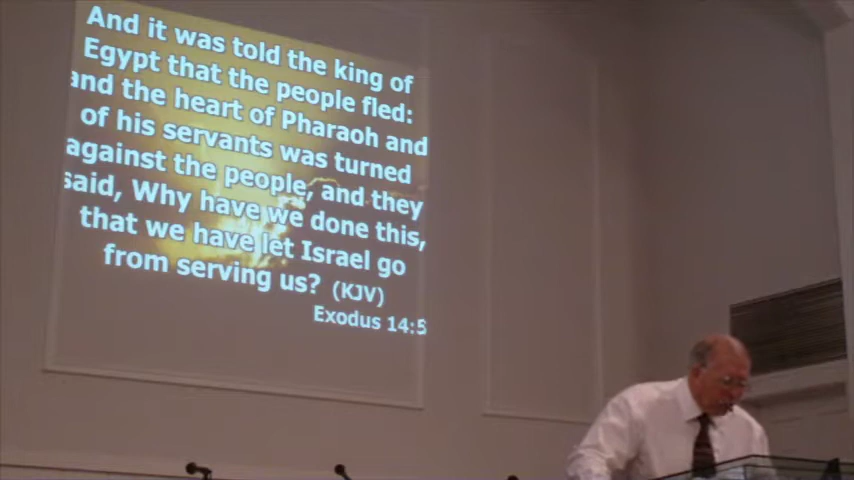 And it was told the king of
Egypt that the people fled:
and the heart of Pharaoh and
of his servants was turned
against the people, and they
said, Why have we done this,
that we have let Israel go
from serving us? (KJV)
Exodus 14:5